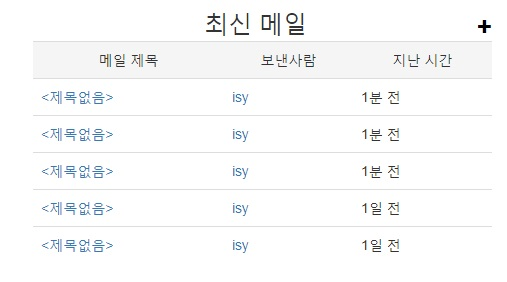 최신 메일
메일 제목 보낸사람 지난 시간
<제목없음> isy 1분 전
<제목없음> isy 1분 전
<제목없음> isy 1분 전
<제목없음> isy 1일 전
<제목없음> isy 1일 전